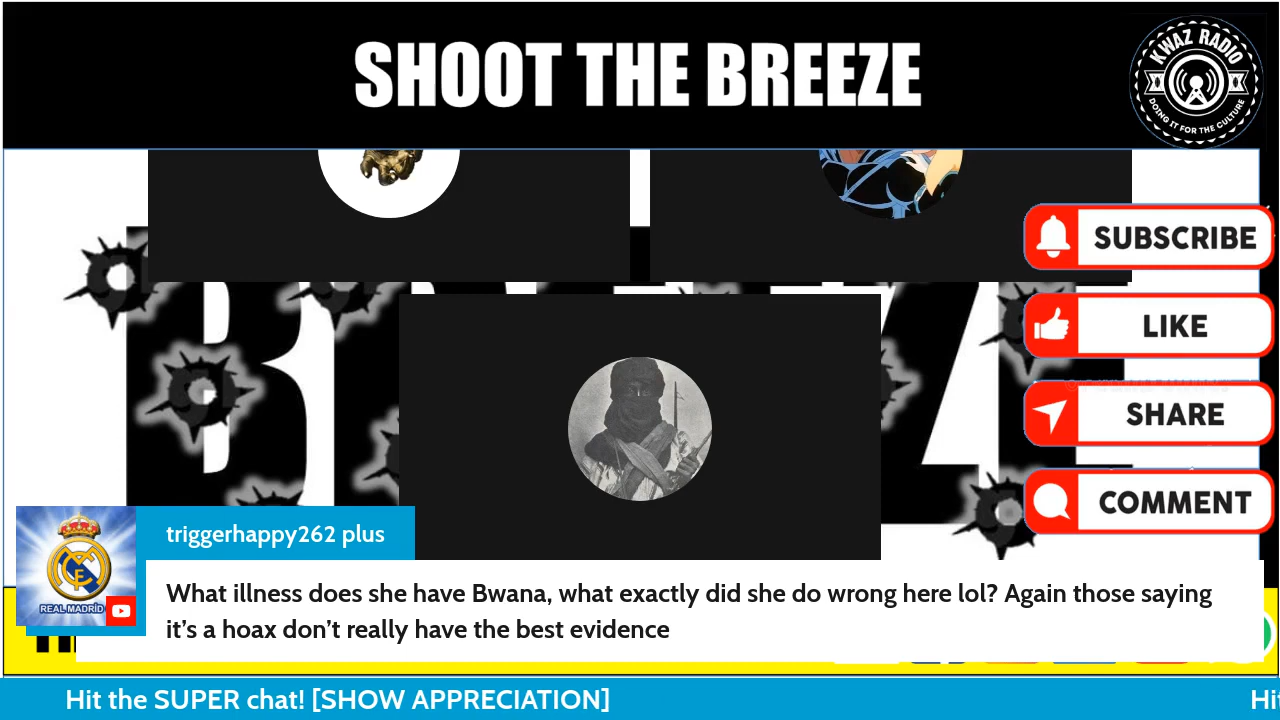 SHOOT THE BREEZE
KWAZ RADIO
DOING IT FOR THE CULTURE
SUBSCRIBE
LIKE
SHARE
COMMENT
triggerhappy262 plus
REAL MADRID
What illness does she have Bwana, what exactly did she do wrong here lol? Again those saying
it’s a hoax don’t really have the best evidence
Hit the SUPER chat! [SHOW APPRECIATION]
Hit